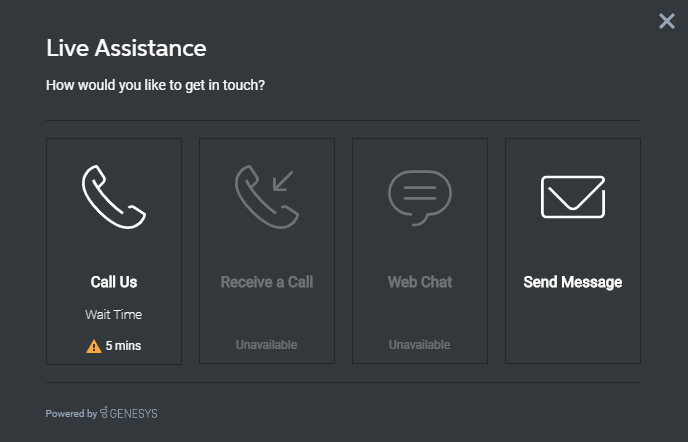 Live Assistance
How would you like to get in touch?
Call Us
Wait Time
5 mins
Receive a Call
Unavailable
Web Chat
Unavailable
Send Message
Powered by GENESYS